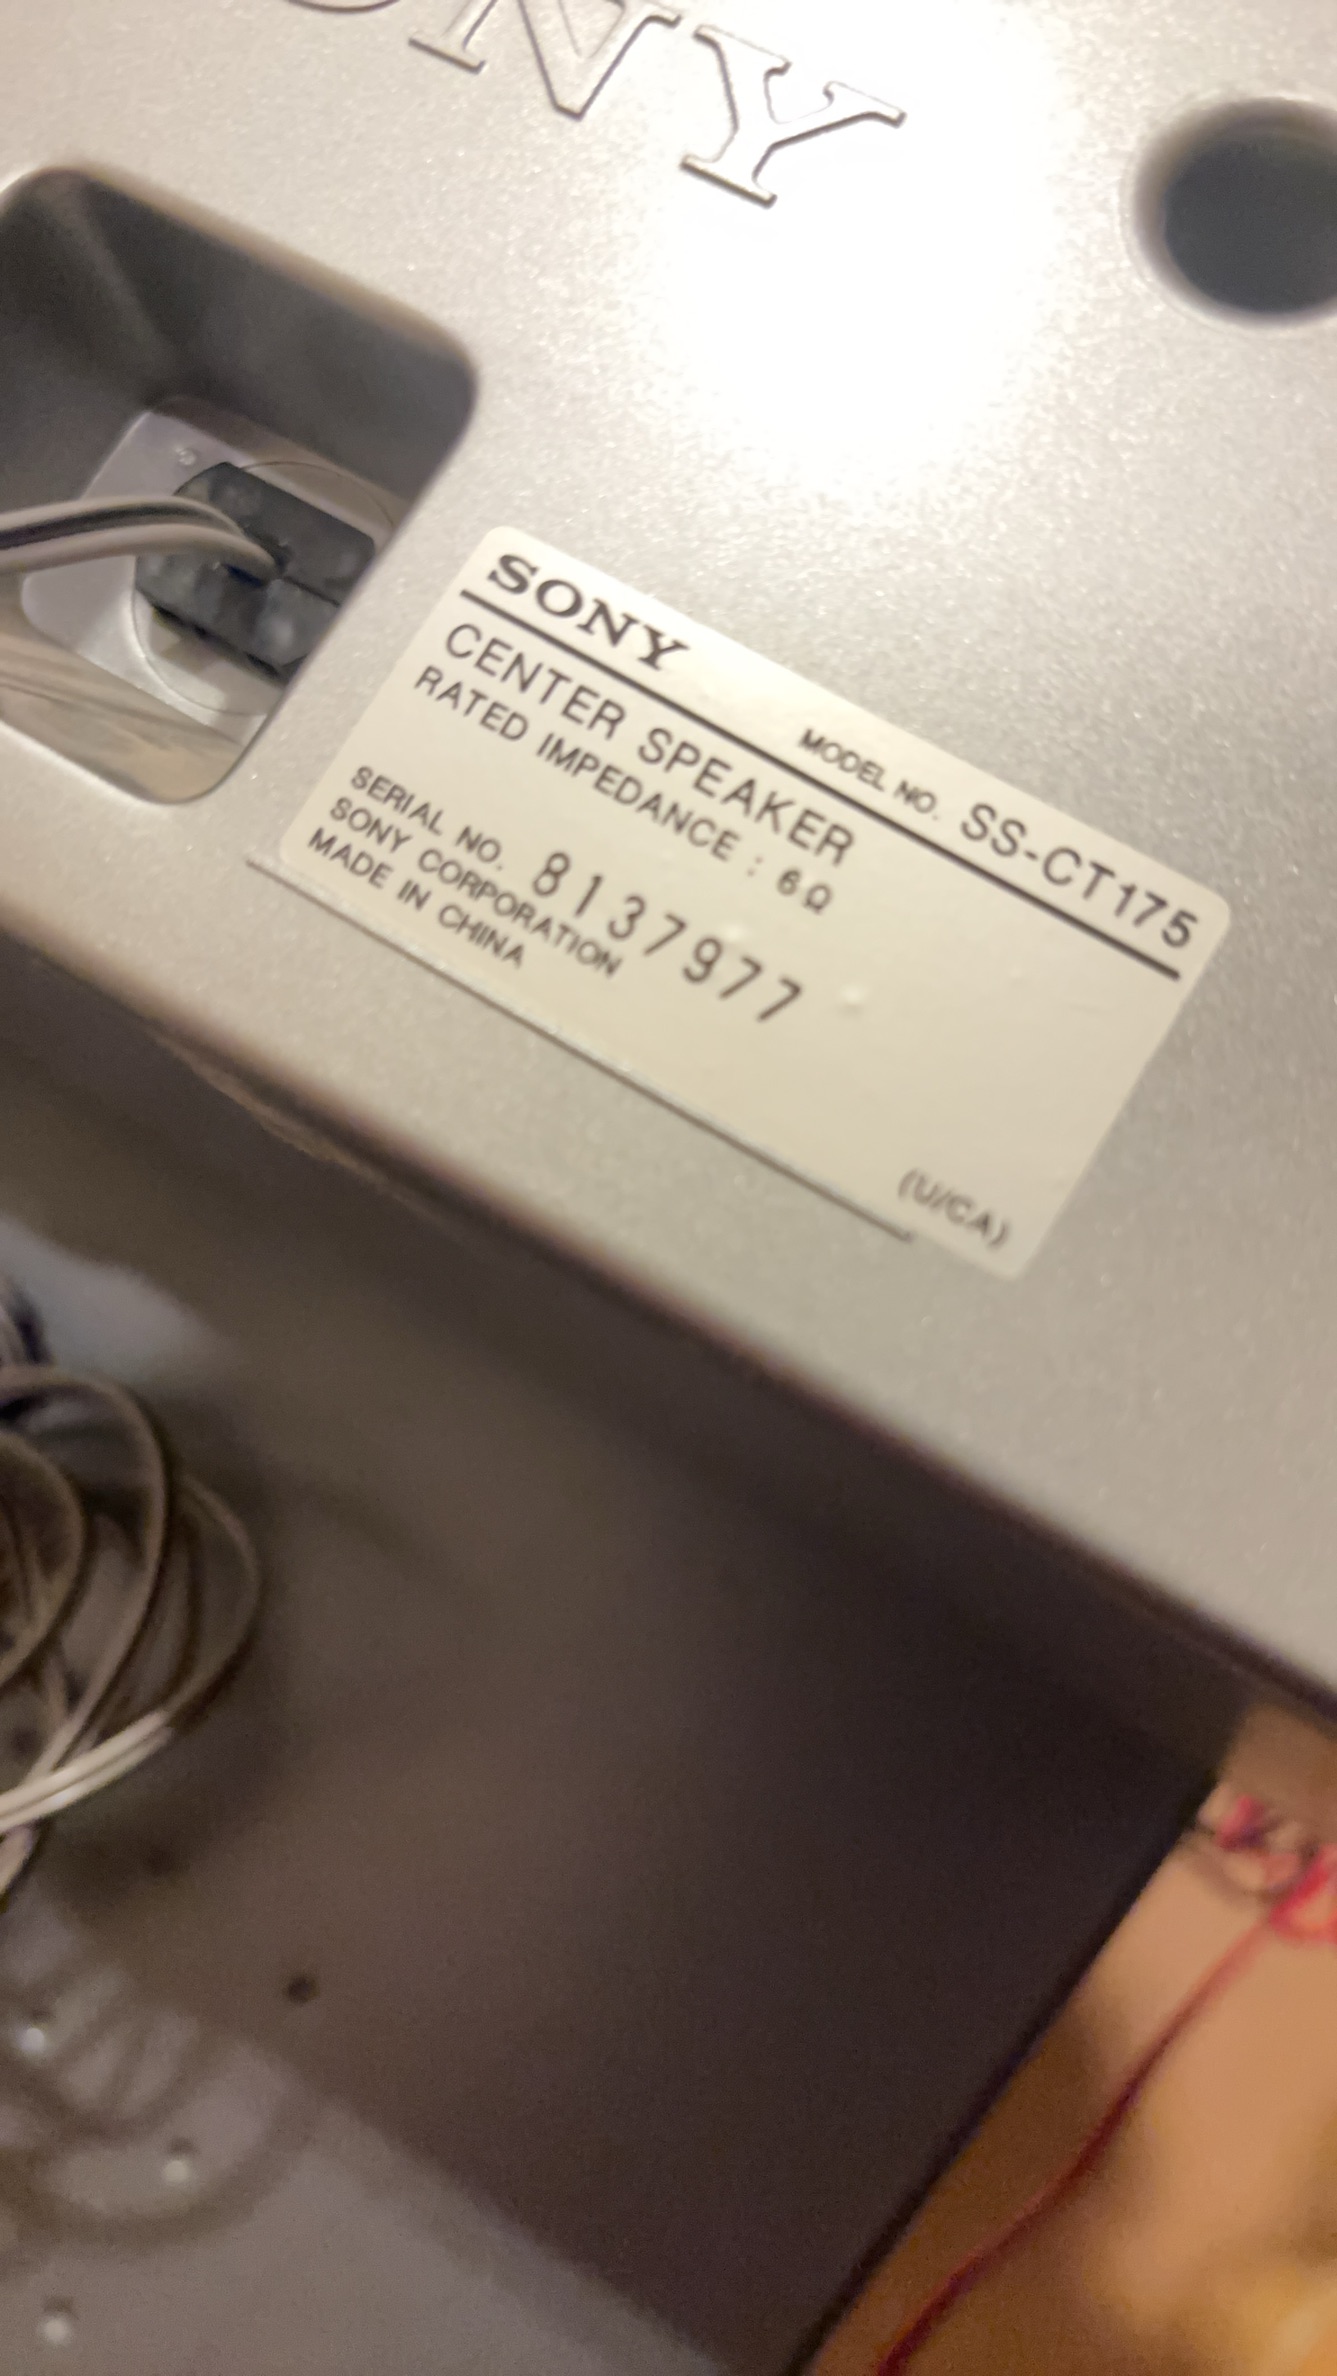 SONY
SONY
MODEL NO. SS-CT175
CENTER SPEAKER
RATED IMPEDANCE : 6Ω
SERIAL NO. 8137977
SONY CORPORATION
MADE IN CHINA
(U/CA)